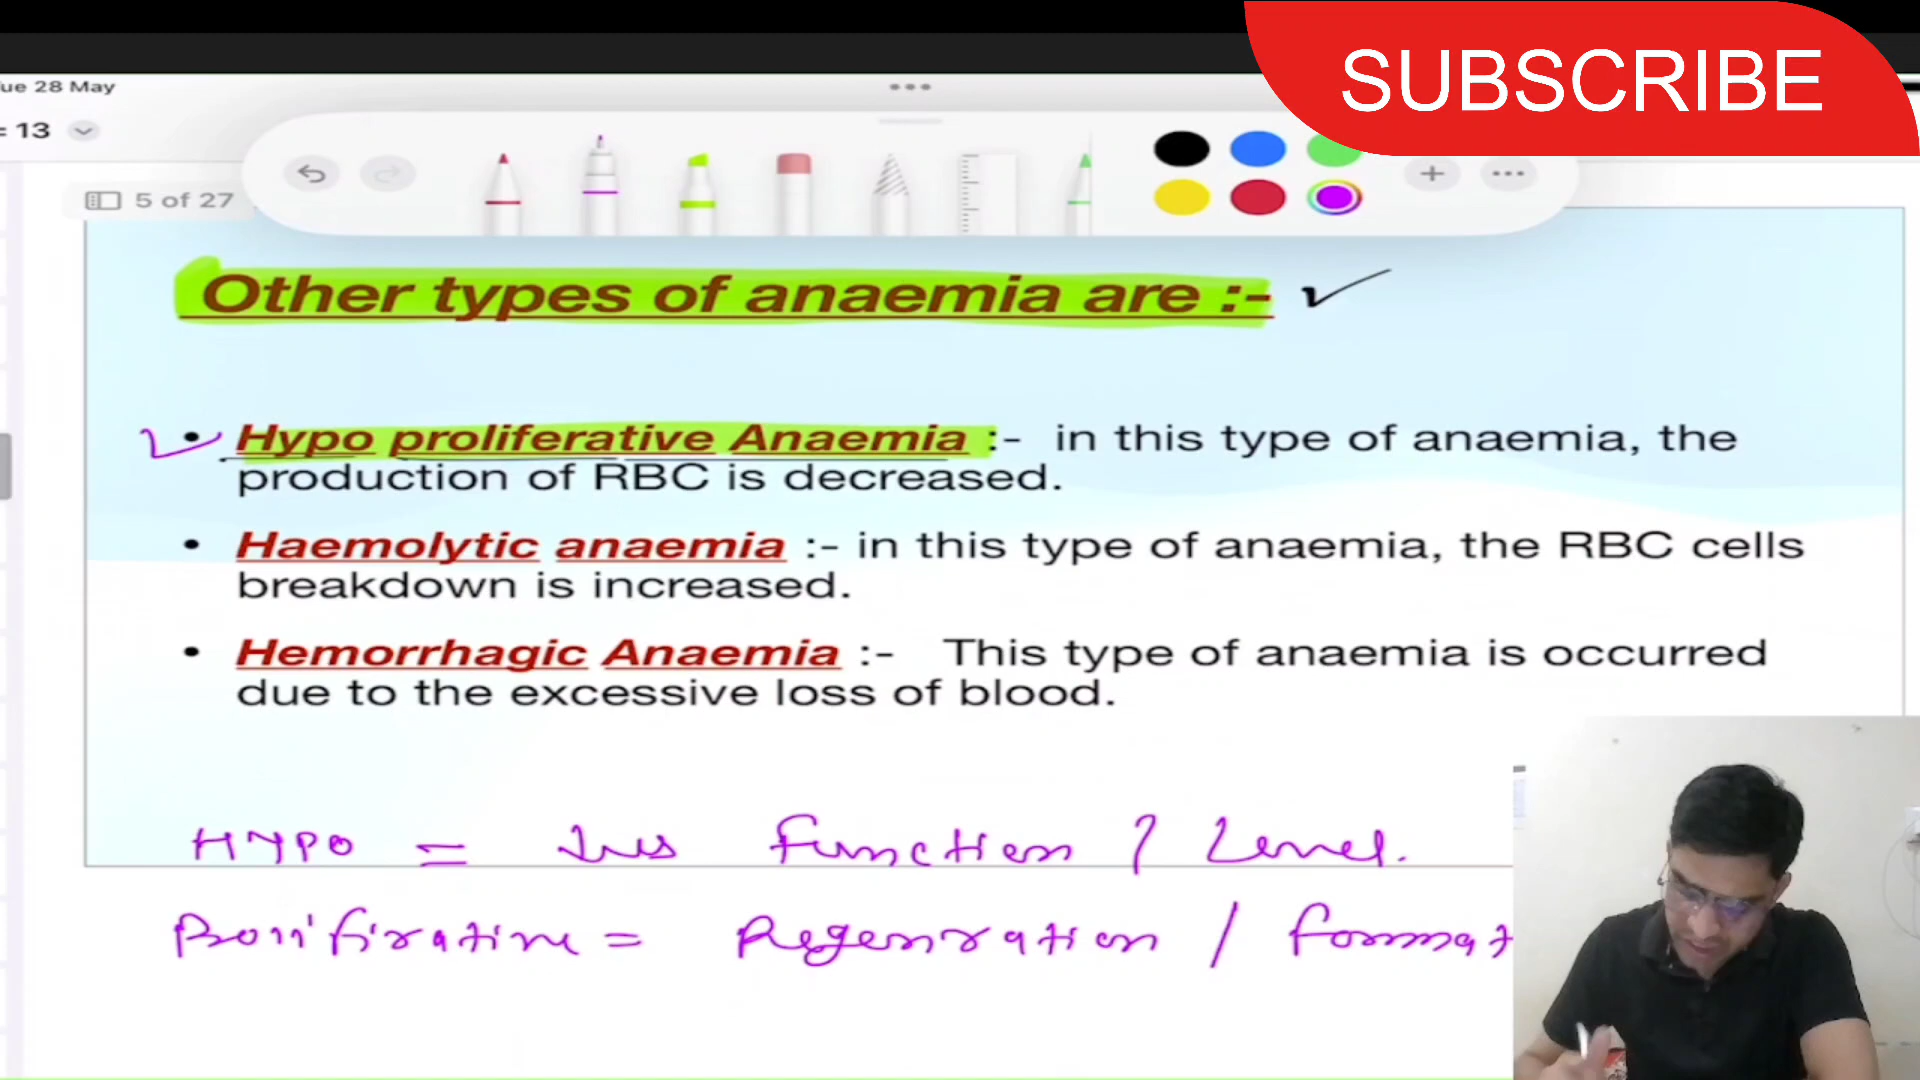 SUBSCRIBE
ue 28 May
= 13
5 of 27
Other types of anaemia are :-
• Hypo proliferative Anaemia :- in this type of anaemia, the
production of RBC is decreased.
• Haemolytic anaemia :- in this type of anaemia, the RBC cells
breakdown is increased.
• Hemorrhagic Anaemia :- This type of anaemia is occurred
due to the excessive loss of blood.
HYPO = Function / Level.
= Regenration / format